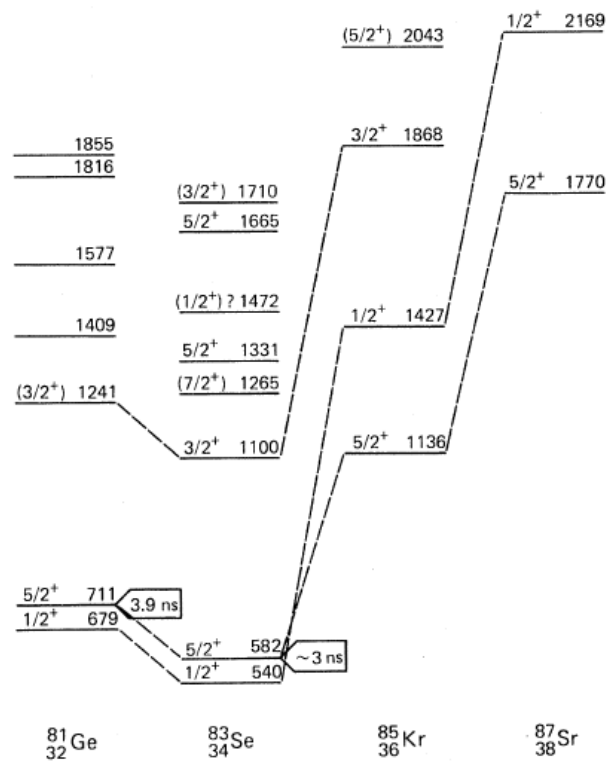 1/2+ 2169
(5/2+) 2043
1855
3/2+ 1868
1816
(3/2+) 1710
5/2+ 1770
5/2+ 1665
1577
(1/2+) ? 1472
1/2+ 1427
1409
5/2+ 1331
(3/2+) 1241
(7/2+) 1265
3/2+ 1100
5/2+ 1136
5/2+ 711
3.9 ns
1/2+ 679
5/2+ 582
~3 ns
1/2+ 540
81 32 Ge
83 34 Se
85 36 Kr
87 38 Sr